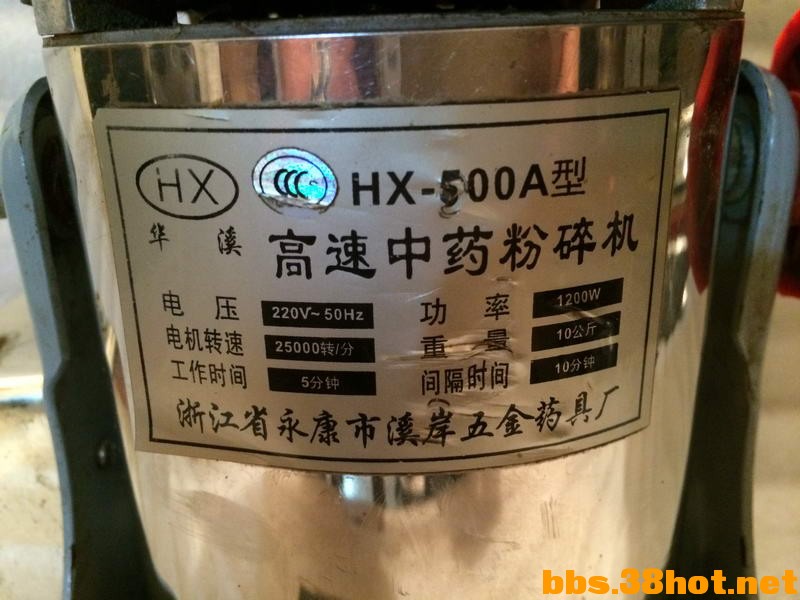 HX CCC HX-500A型
华溪 高速中药粉碎机
电压 220V~50Hz 功率 1200W
电机转速 25000转/分 重量 10公斤
工作时间 5分钟 间隔时间 10分钟
浙江省永康市溪岸五金药具厂
bbs.38hot.net